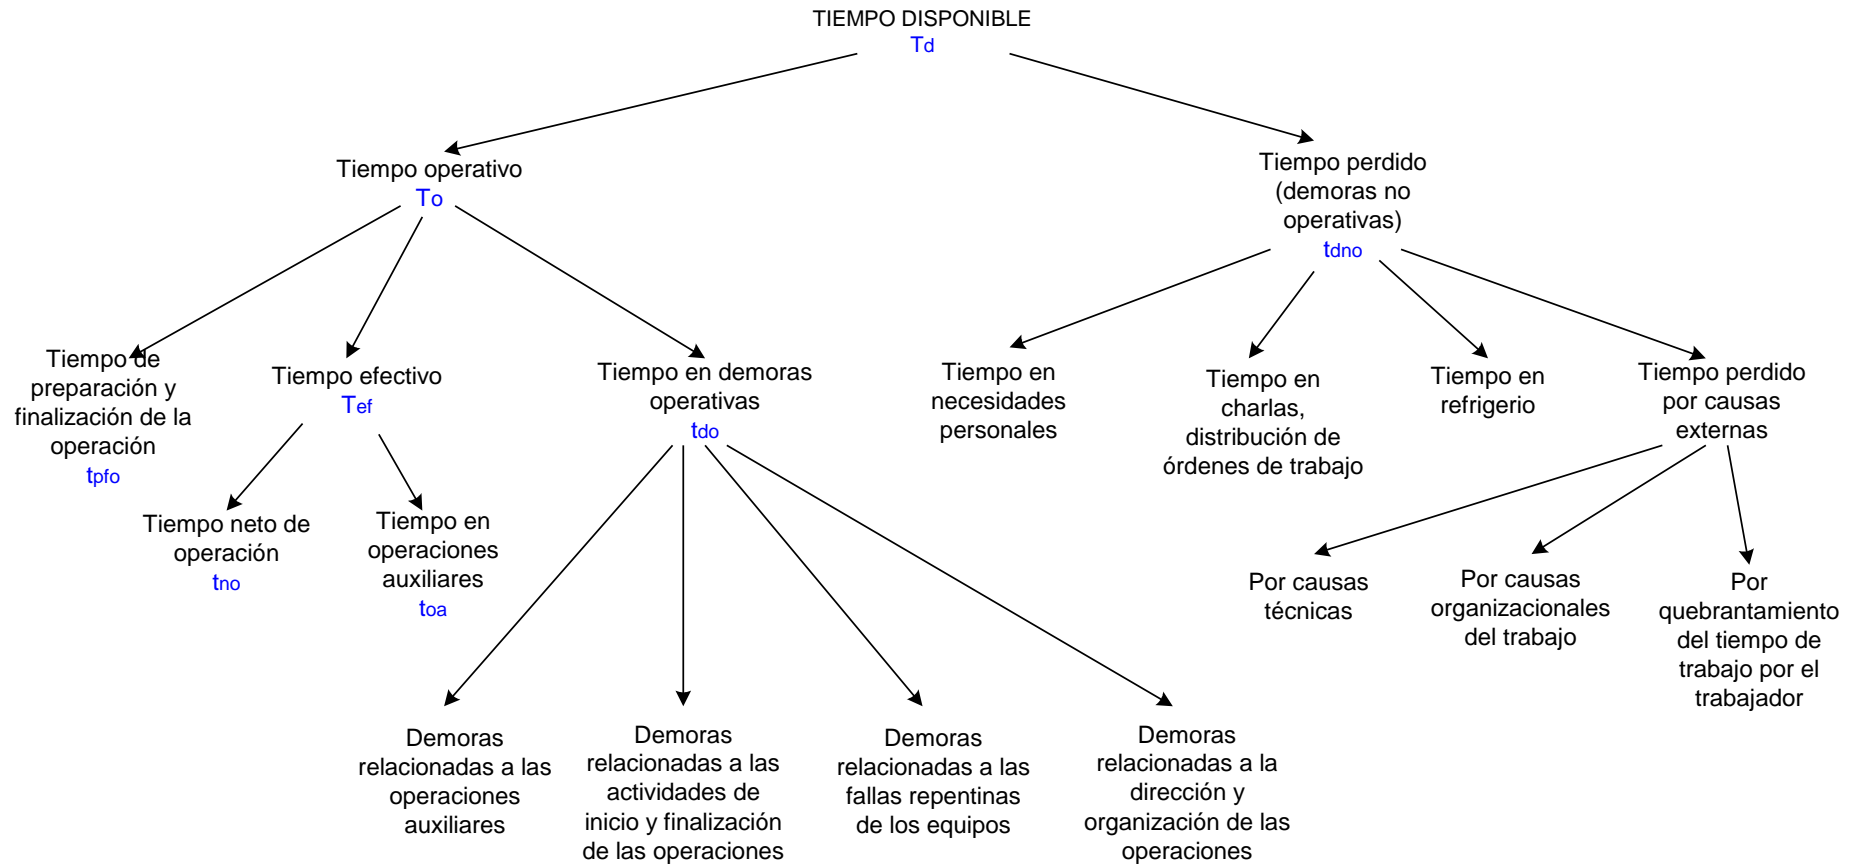 TIEMPO DISPONIBLE
Td
Tiempo operativo
To
Tiempo perdido
(demoras no
operativas)
tdno
Tiempo de
preparación y
finalización de la
operación
tpfo
Tiempo efectivo
Tef
Tiempo en demoras
operativas
tdo
Tiempo en
necesidades
personales
Tiempo en
charlas,
distribución de
órdenes de trabajo
Tiempo en
refrigerio
Tiempo perdido
por causas
externas
Tiempo neto de
operación
tno
Tiempo en
operaciones
auxiliares
toa
Por causas
técnicas
Por causas
organizacionales
del trabajo
Por
quebrantamiento
del tiempo de
trabajo por el
trabajador
Demoras
relacionadas a las
operaciones
auxiliares
Demoras
relacionadas a las
actividades de
inicio y finalización
de las operaciones
Demoras
relacionadas a las
fallas repentinas
de los equipos
Demoras
relacionadas a la
dirección y
organización de las
operaciones